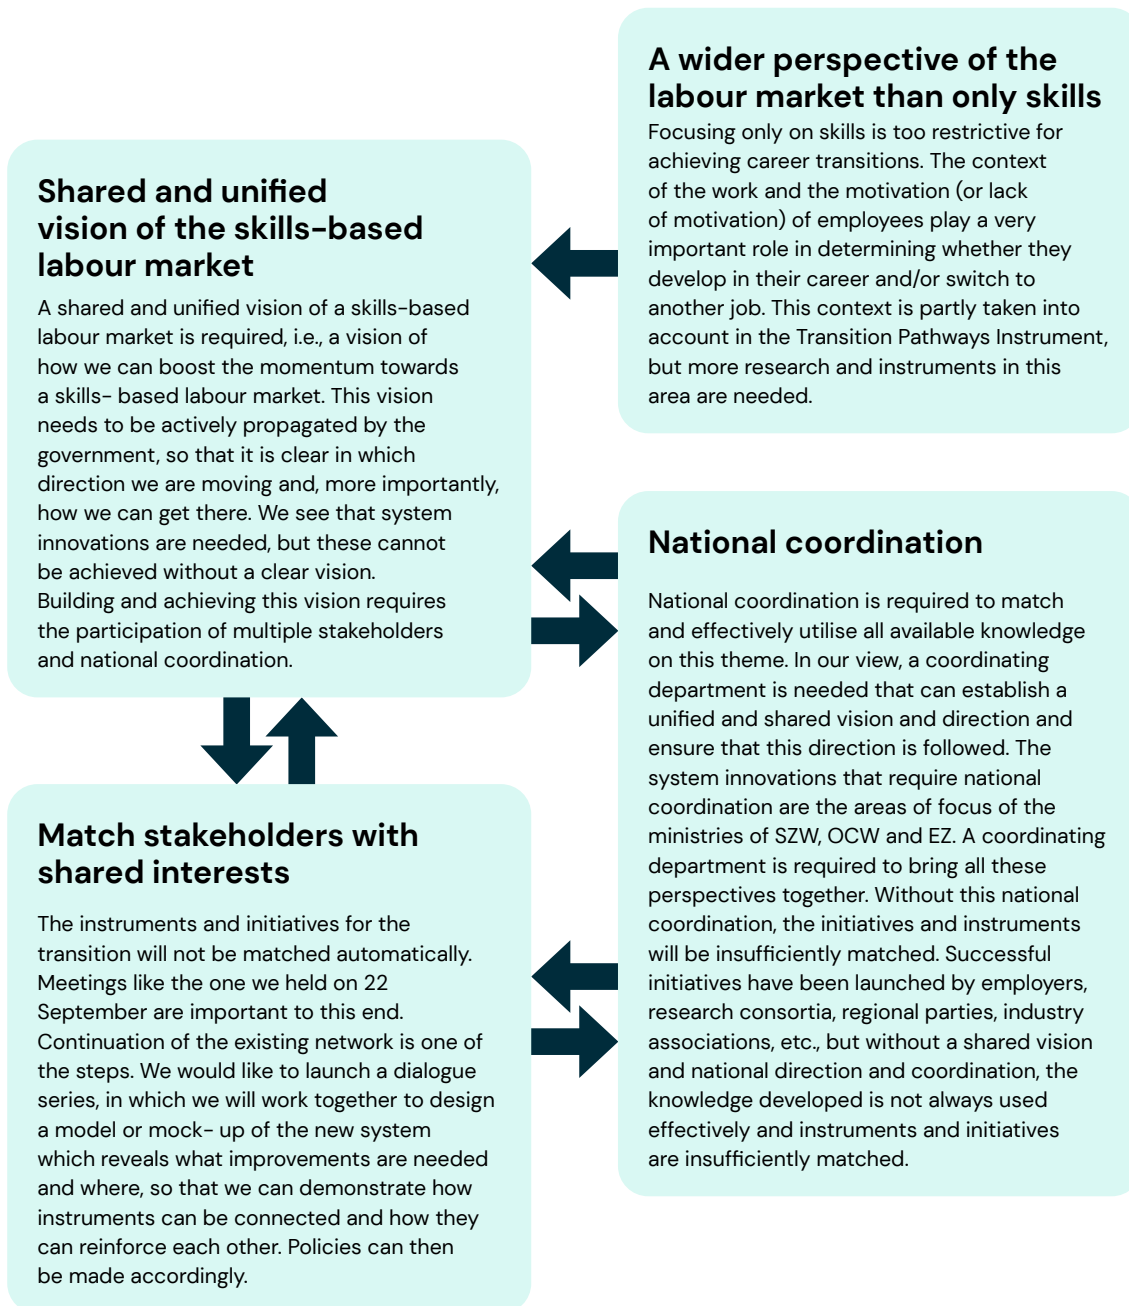 A wider perspective of the
labour market than only skills
Focusing only on skills is too restrictive for
achieving career transitions. The context
of the work and the motivation (or lack
of motivation) of employees play a very
important role in determining whether they
develop in their career and/or switch to
another job. This context is partly taken into
account in the Transition Pathways Instrument,
but more research and instruments in this
area are needed.
Shared and unified
vision of the skills-based
labour market
A shared and unified vision of a skills-based
labour market is required, i.e., a vision of
how we can boost the momentum towards
a skills- based labour market. This vision
needs to be actively propagated by the
government, so that it is clear in which
direction we are moving and, more importantly,
how we can get there. We see that system
innovations are needed, but these cannot
be achieved without a clear vision.
Building and achieving this vision requires
the participation of multiple stakeholders
and national coordination.
National coordination
National coordination is required to match
and effectively utilise all available knowledge
on this theme. In our view, a coordinating
department is needed that can establish a
unified and shared vision and direction and
ensure that this direction is followed. The
system innovations that require national
coordination are the areas of focus of the
ministries of SZW, OCW and EZ. A coordinating
department is required to bring all these
perspectives together. Without this national
coordination, the initiatives and instruments
will be insufficiently matched. Successful
initiatives have been launched by employers,
research consortia, regional parties, industry
associations, etc., but without a shared vision
and national direction and coordination, the
knowledge developed is not always used
effectively and instruments and initiatives
are insufficiently matched.
Match stakeholders with
shared interests
The instruments and initiatives for the
transition will not be matched automatically.
Meetings like the one we held on 22
September are important to this end.
Continuation of the existing network is one of
the steps. We would like to launch a dialogue
series, in which we will work together to design
a model or mock- up of the new system
which reveals what improvements are needed
and where, so that we can demonstrate how
instruments can be connected and how they
can reinforce each other. Policies can then
be made accordingly.